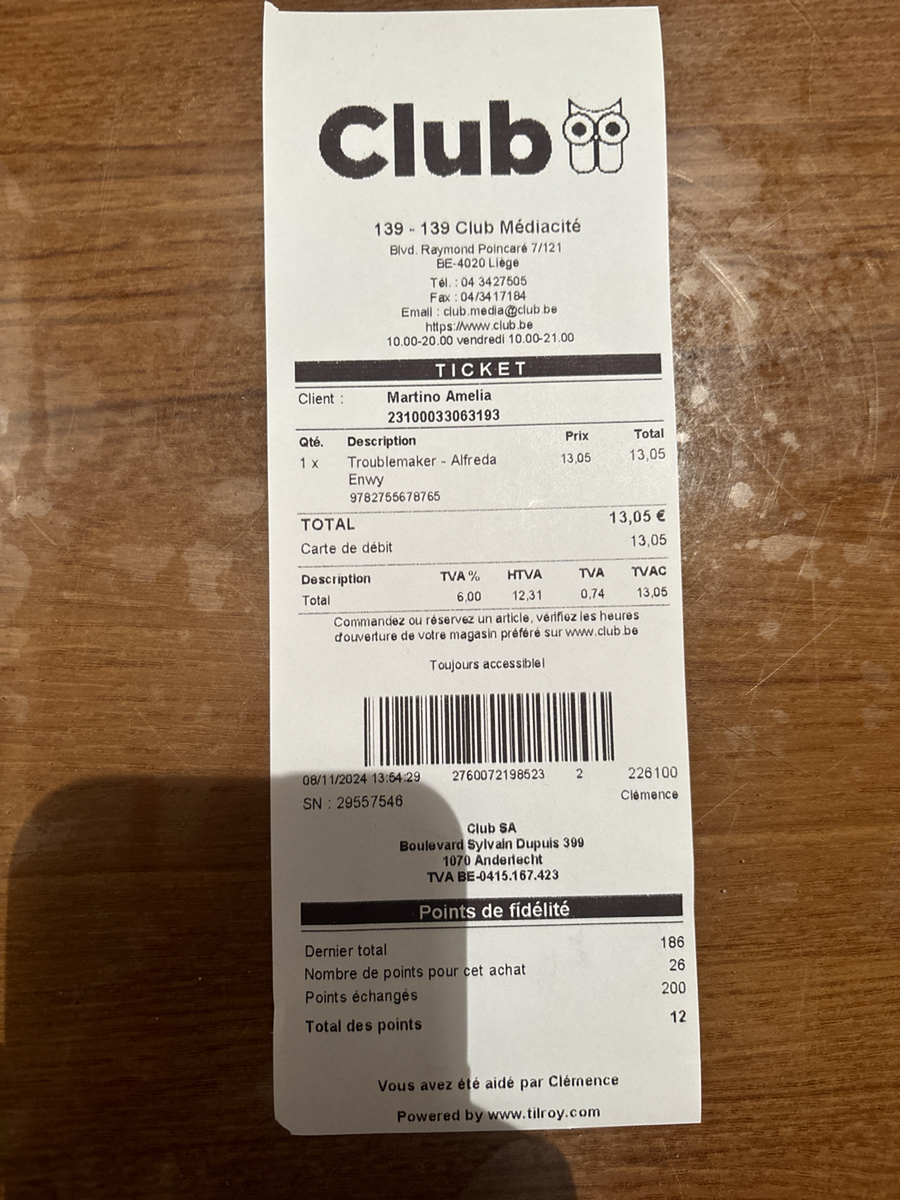 Club
139 - 139 Club Médiacité
Blvd. Raymond Poincaré 7/121
BE-4020 Liège
Tél. : 04 3427505
Fax : 04/3417184
Email : club.media@club.be
https://www.club.be
10.00-20.00 vendredi 10.00-21.00
TICKET
Client : Martino Amelia
23100033063193
Qté. Description Prix Total
1 x Troublemaker - Alfreda 13,05 13,05
Enwy
9782755678765
TOTAL 13,05 €
Carte de débit 13,05
Description TVA % HTVA TVA TVAC
Total 6,00 12,31 0,74 13,05
Commandez ou réservez un article, vérifiez les heures
d'ouverture de votre magasin préféré sur www.club.be
Toujours accessible!
08/11/2024 13:54:29 2760072198523 2 226100
SN : 29557546 Clémence
Club SA
Boulevard Sylvain Dupuis 399
1070 Anderlecht
TVA BE-0415.167.423
Points de fidélité
Dernier total 186
Nombre de points pour cet achat 26
Points échangés 200
Total des points 12
Vous avez été aidé par Clémence
Powered by www.tilroy.com